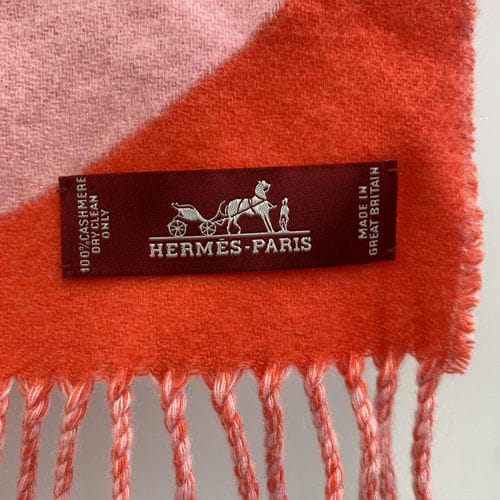 100%CASHMERE
DRY CLEAN
ONLY
HERMÈS-PARIS
MADE IN
GREAT BRITAIN